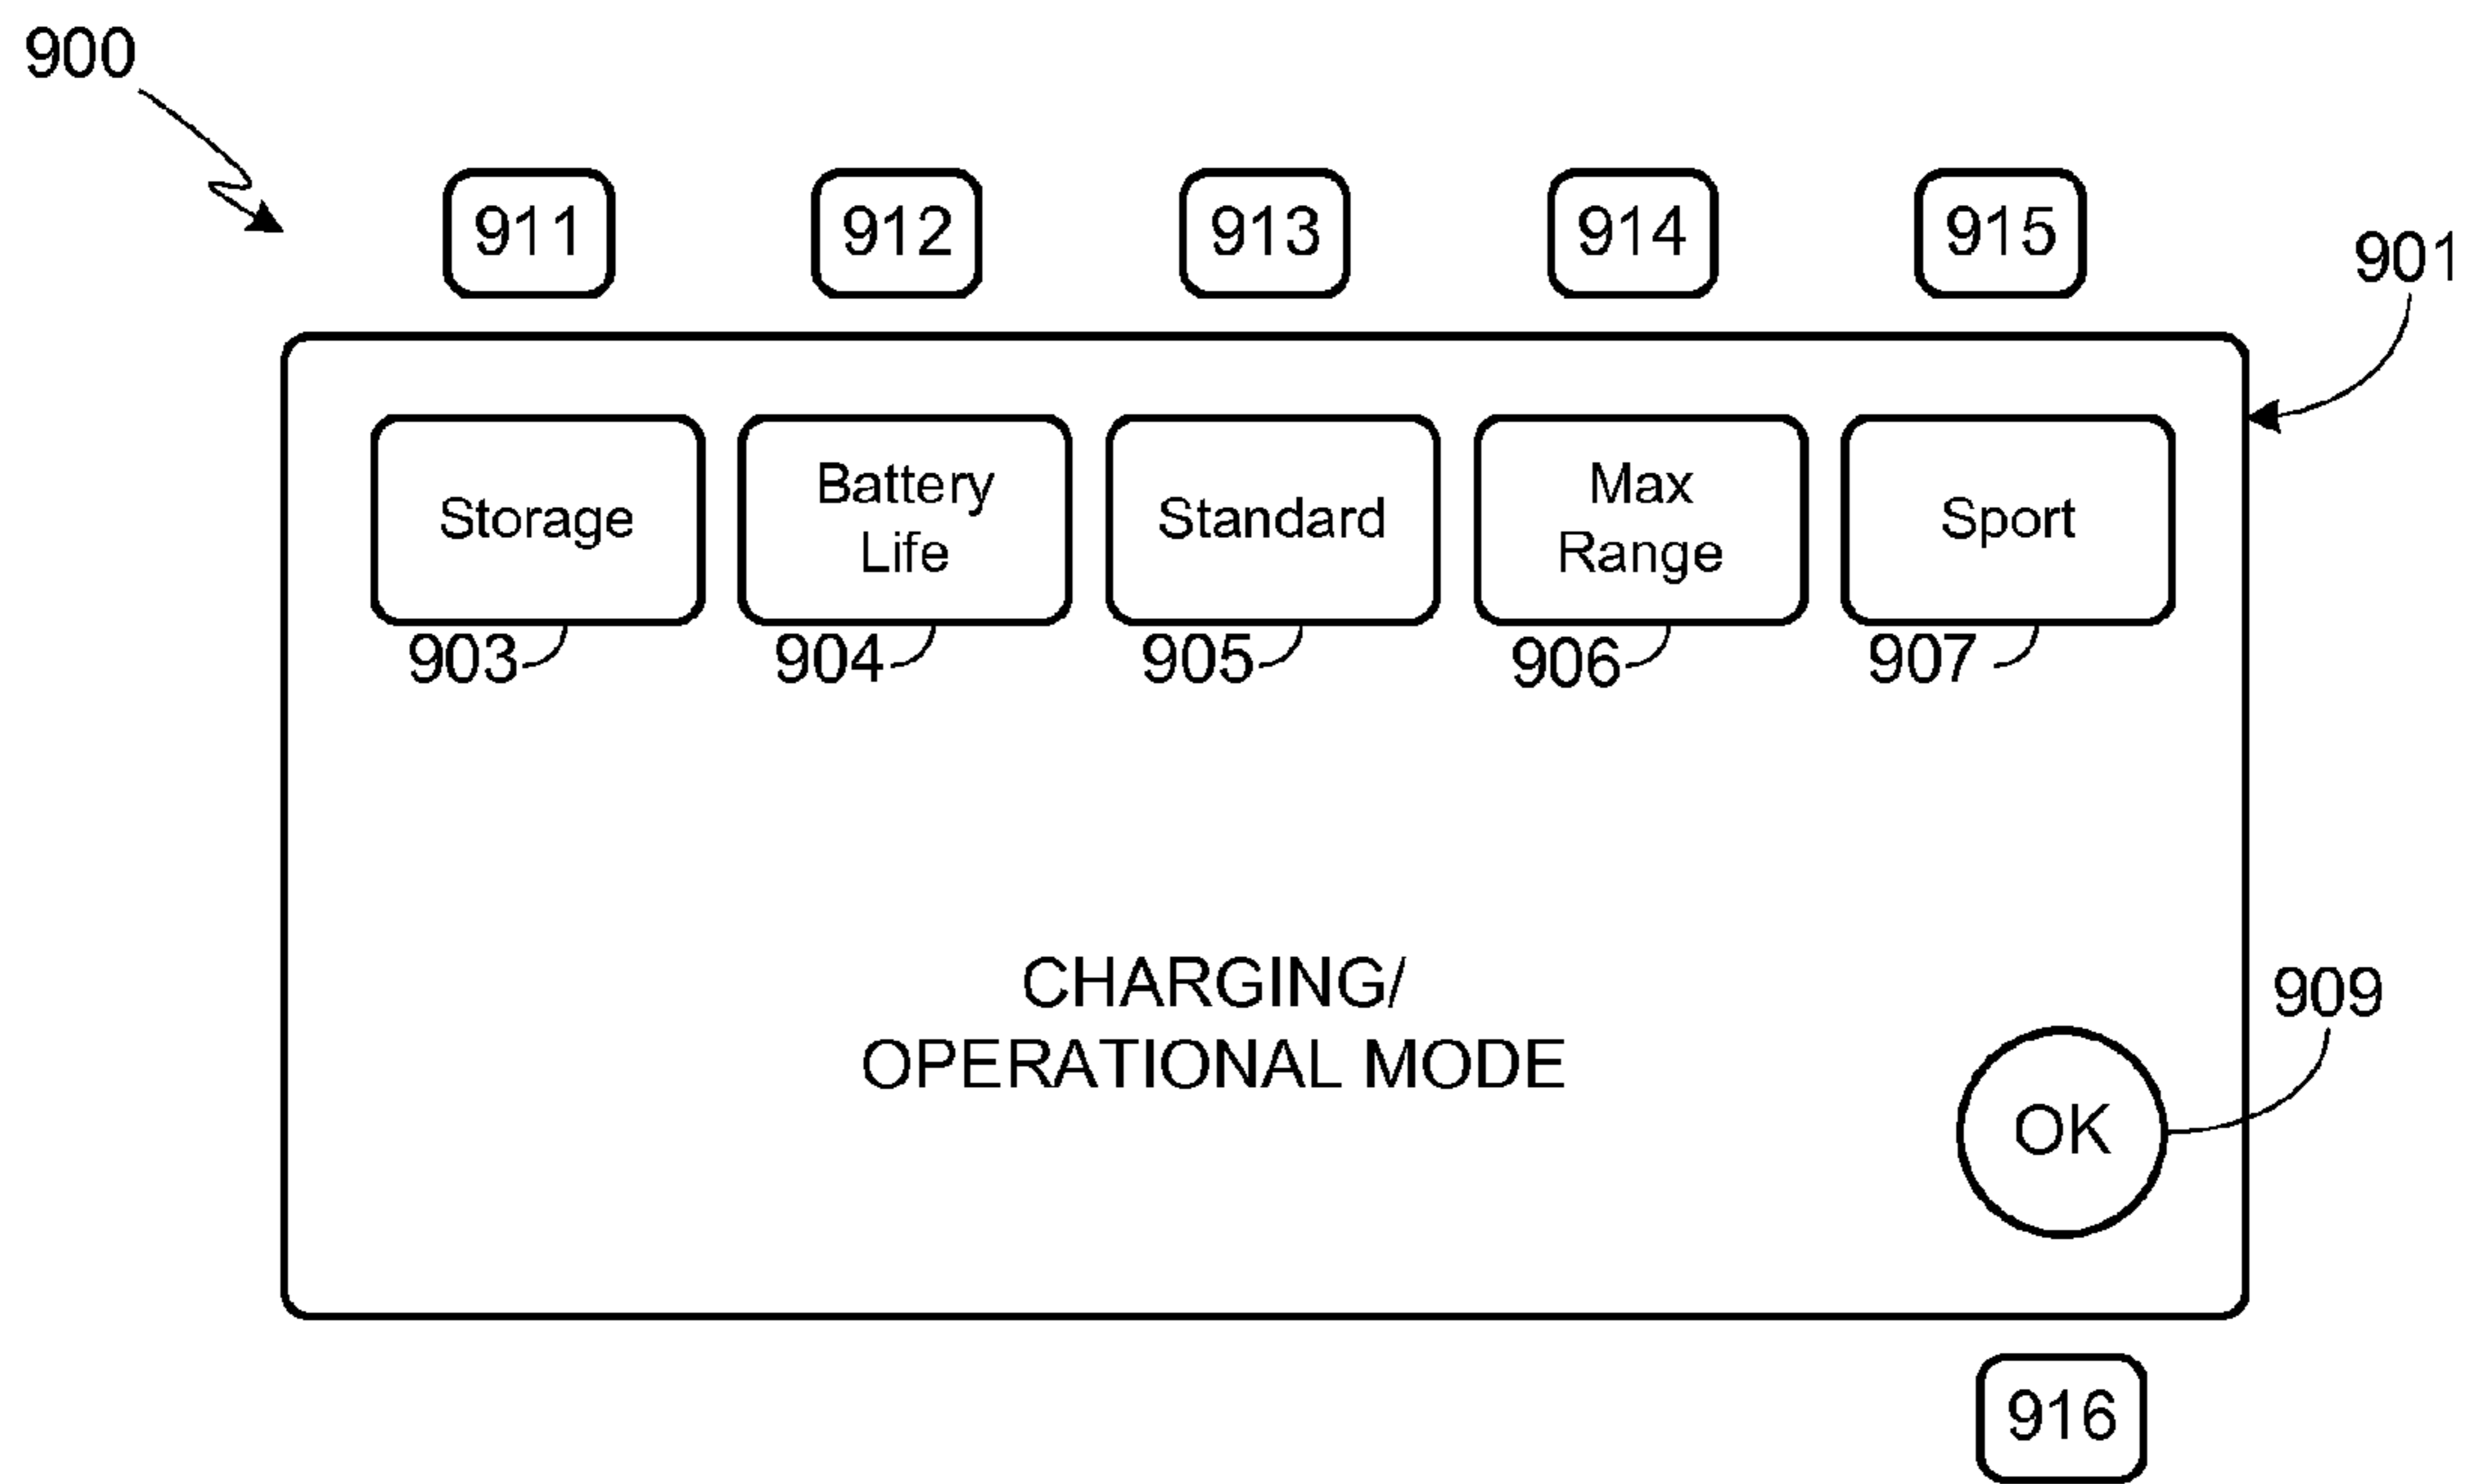 900
911 912 913 914 915
901
Storage
Battery
Life
Standard
Max
Range
Sport
903 904 905 906 907
CHARGING/
OPERATIONAL MODE
909
OK
916